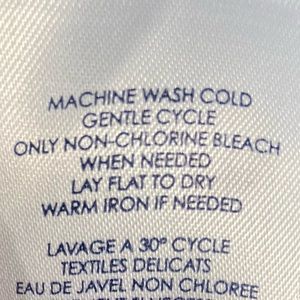 MACHINE WASH COLD
GENTLE CYCLE
ONLY NON-CHLORINE BLEACH
WHEN NEEDED
LAY FLAT TO DRY
WARM IRON IF NEEDED
LAVAGE A 30° CYCLE
TEXTILES DELICATS
EAU DE JAVEL NON CHLOREE